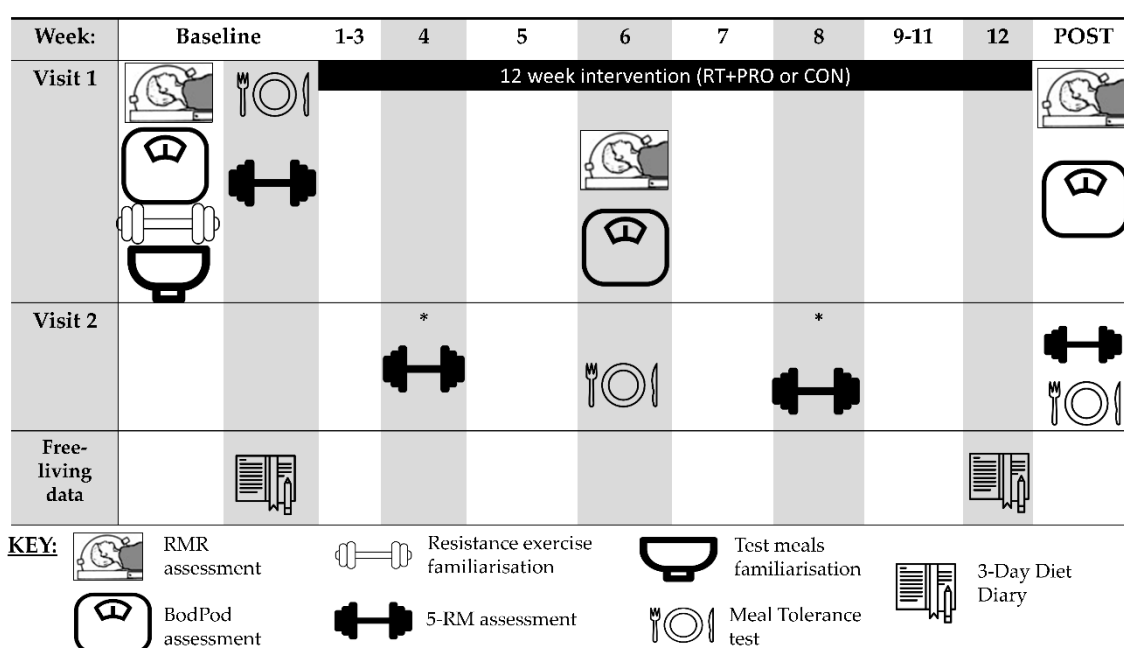 Week: Baseline 1-3 4 5 6 7 8 9-11 12 POST
Visit 1
12 week intervention (RT+PRO or CON)
Visit 2
* *
Free-
living
data
KEY:
RMR
assessment
Resistance exercise
familiarisation
Test meals
familiarisation
3-Day Diet
Diary
BodPod
assessment
5-RM assessment
Meal Tolerance
test